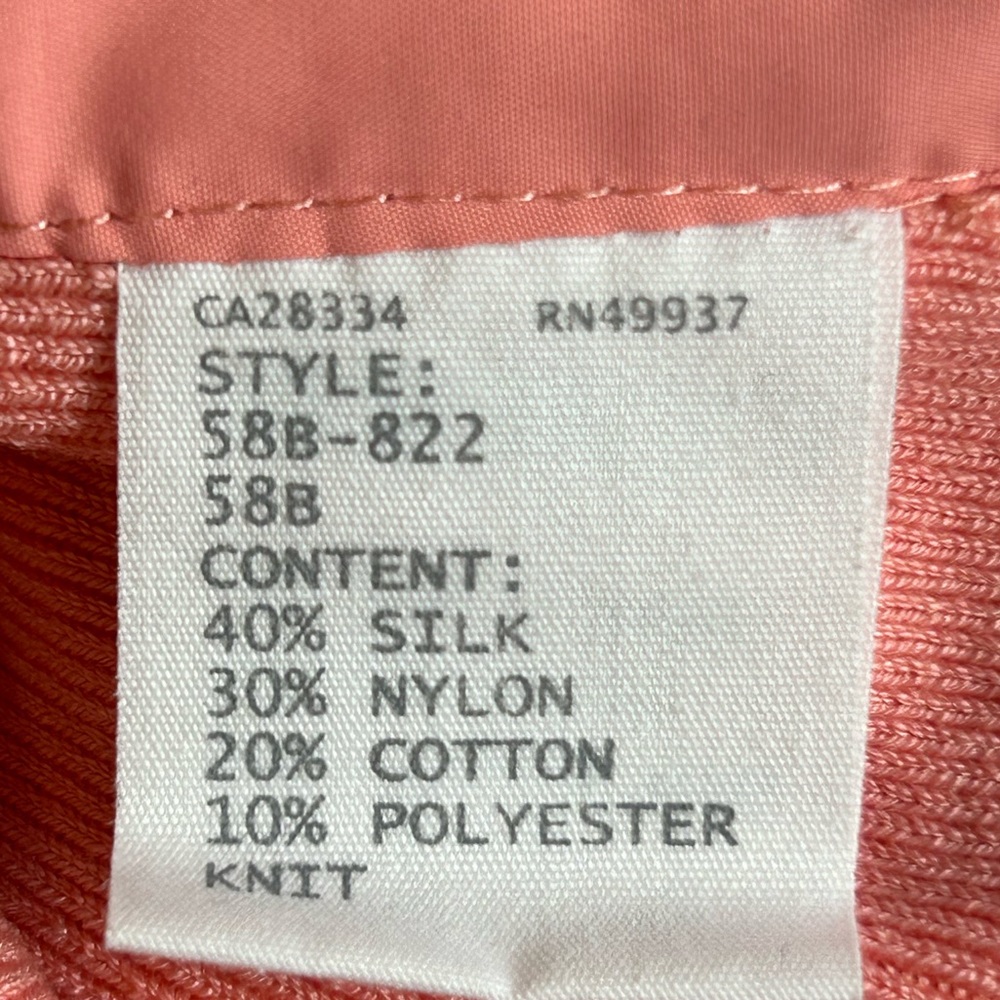 CA28334 RN49937
STYLE:
58B-822
58B
CONTENT:
40% SILK
30% NYLON
20% COTTON
10% POLYESTER
KNIT